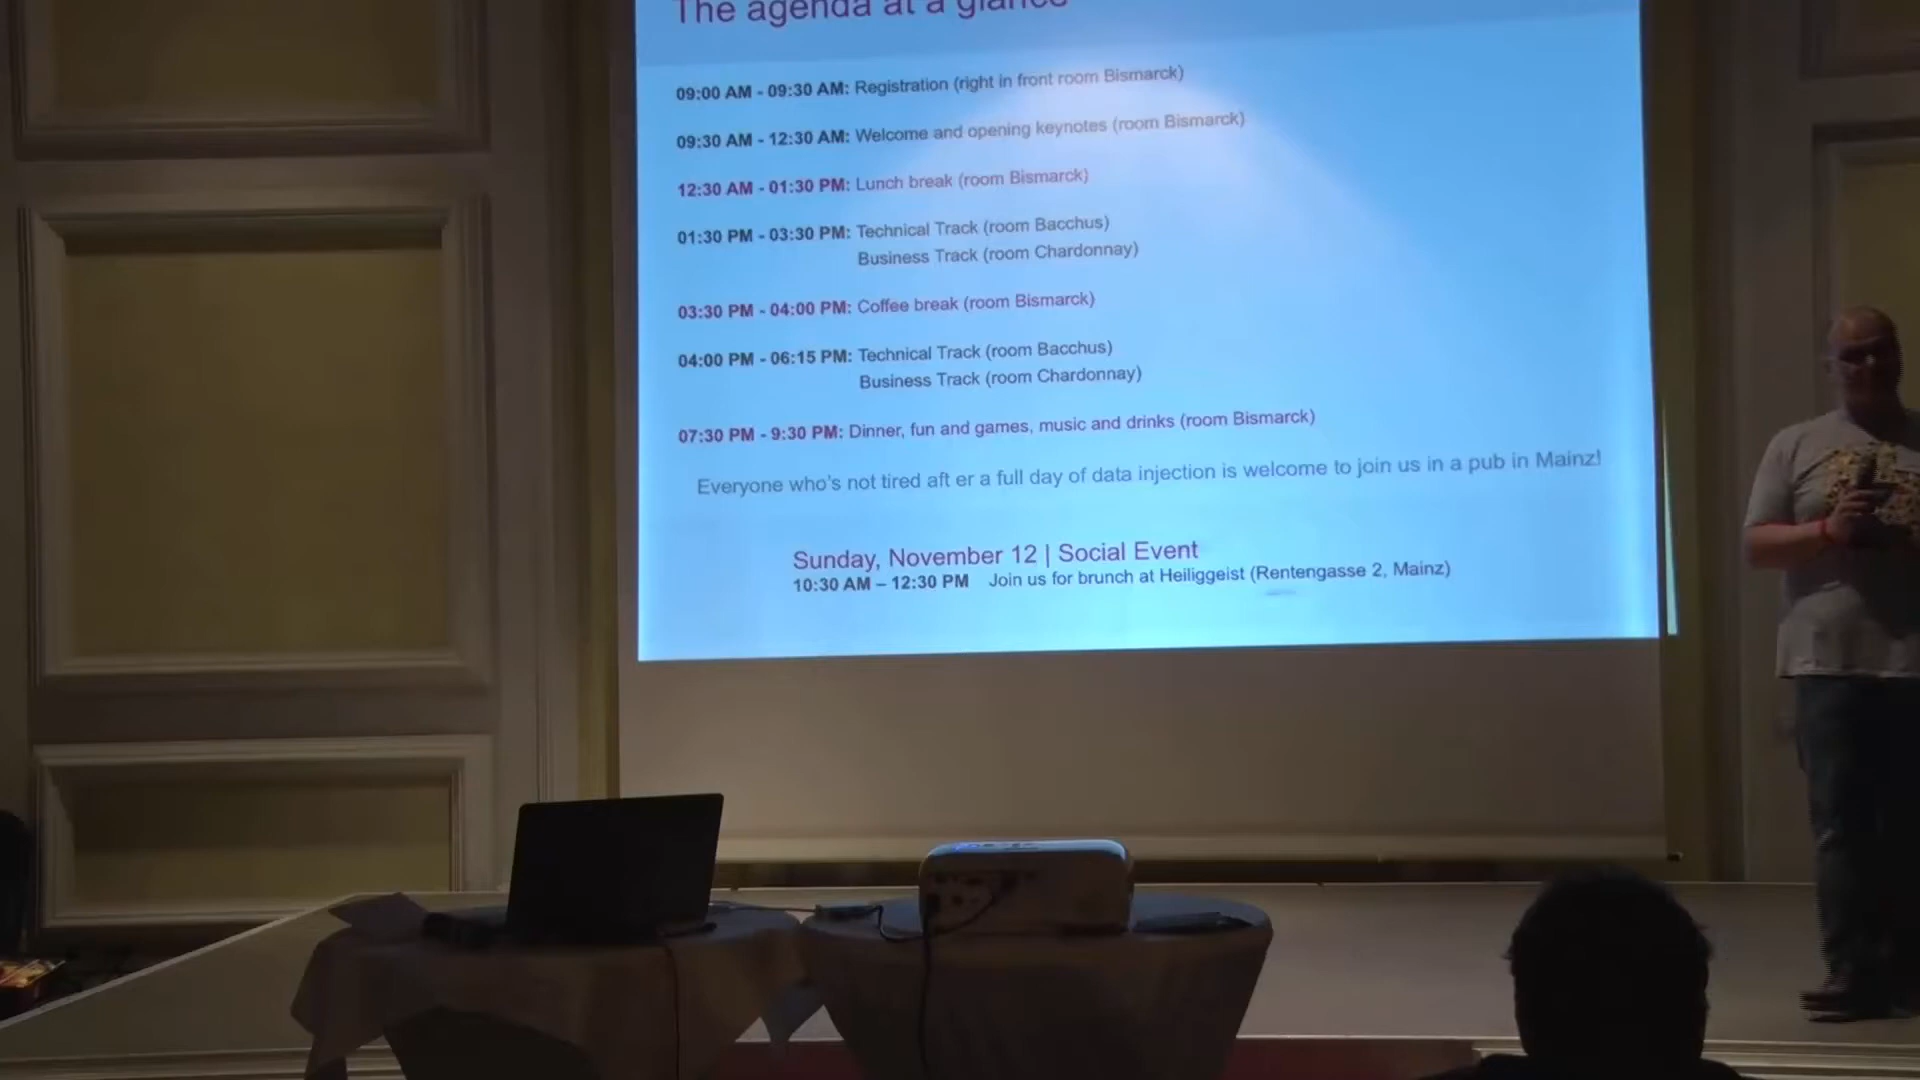 The agenda at a glance
09:00 AM - 09:30 AM: Registration (right in front room Bismarck)
09:30 AM - 12:30 AM: Welcome and opening keynotes (room Bismarck)
12:30 AM - 01:30 PM: Lunch break (room Bismarck)
01:30 PM - 03:30 PM: Technical Track (room Bacchus)
Business Track (room Chardonnay)
03:30 PM - 04:00 PM: Coffee break (room Bismarck)
04:00 PM - 06:15 PM: Technical Track (room Bacchus)
Business Track (room Chardonnay)
07:30 PM - 9:30 PM: Dinner, fun and games, music and drinks (room Bismarck)
Everyone who's not tired aft er a full day of data injection is welcome to join us in a pub in Mainz!
Sunday, November 12 | Social Event
10:30 AM – 12:30 PM Join us for brunch at Heiliggeist (Rentengasse 2, Mainz)